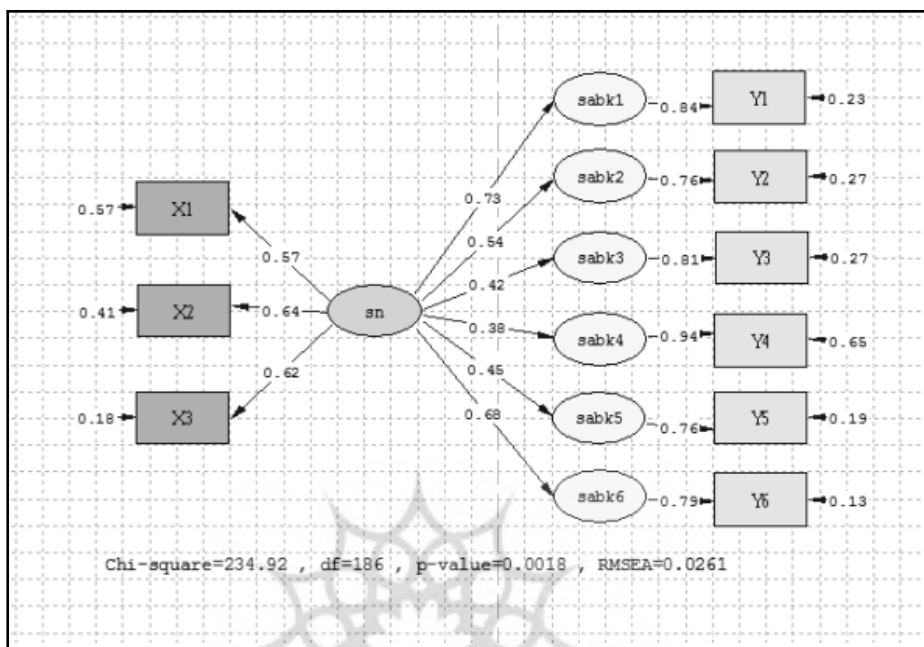 sabk1
0.84
Y1
0.23
sabk2
0.76
Y2
0.27
0.73
0.57
X1
0.54
0.57
sabk3
0.81
Y3
0.27
0.42
0.41
X2
0.64
sn
0.38
sabk4
0.94
Y4
0.65
0.45
0.62
0.18
X3
0.68
sabk5
0.76
Y5
0.19
sabk6
0.79
Y6
0.13
Chi-square=234.92 , df=186 , p-value=0.0018 , RMSEA=0.0261